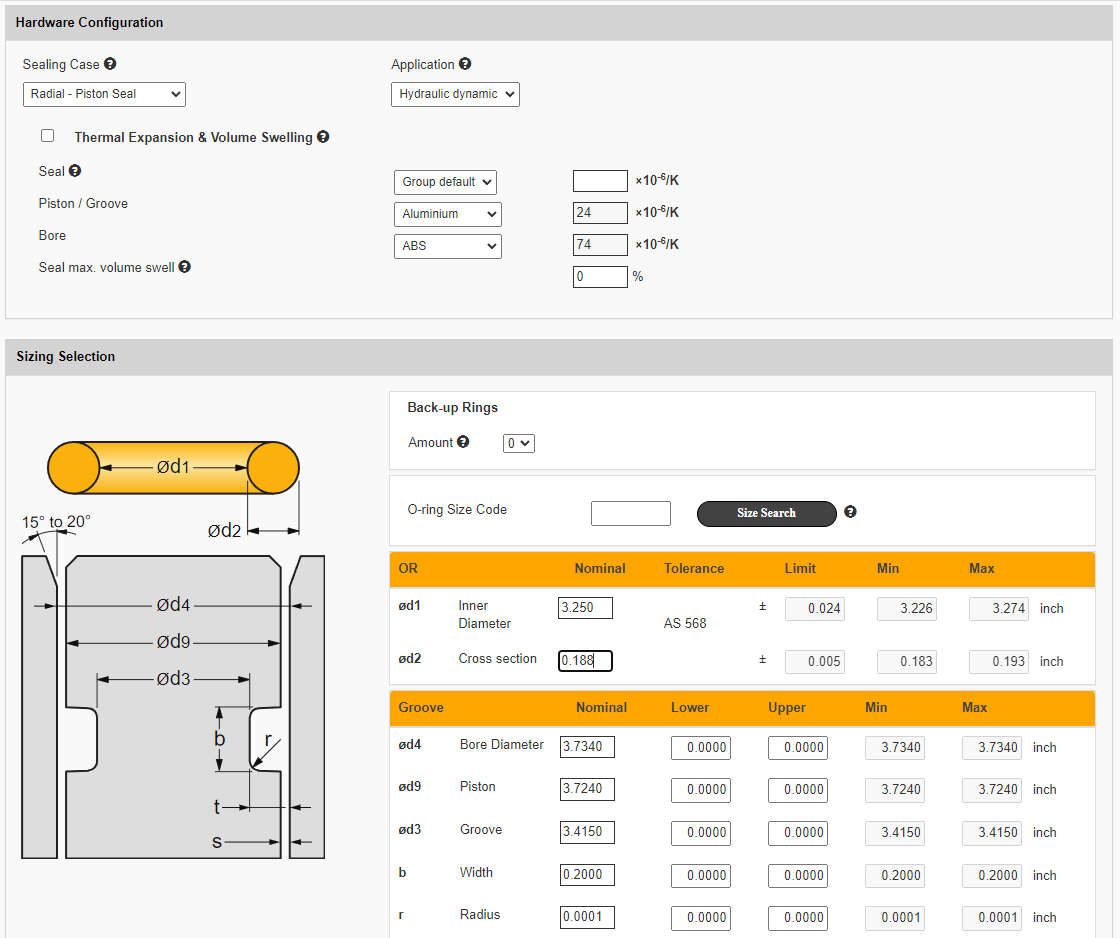 Hardware Configuration
Sealing Case ?
Application ?
Radial - Piston Seal
Hydraulic dynamic
Thermal Expansion & Volume Swelling ?
Seal ?
Group default
×10⁻⁶/K
Piston / Groove
Aluminium
24
×10⁻⁶/K
Bore
ABS
74
×10⁻⁶/K
Seal max. volume swell ?
0
%
Sizing Selection
Back-up Rings
Amount ?
0
O-ring Size Code
Size Search
?
Ød1
15° to 20°
Ød2
Ød4
Ød9
Ød3
b
r
t
s
OR Nominal Tolerance Limit Min Max
ød1 Inner Diameter 3.250 AS 568 ± 0.024 3.226 3.274 inch
ød2 Cross section 0.188 ± 0.005 0.183 0.193 inch
Groove Nominal Lower Upper Min Max
ød4 Bore Diameter 3.7340 0.0000 0.0000 3.7340 3.7340 inch
ød9 Piston 3.7240 0.0000 0.0000 3.7240 3.7240 inch
ød3 Groove 3.4150 0.0000 0.0000 3.4150 3.4150 inch
b Width 0.2000 0.0000 0.0000 0.2000 0.2000 inch
r Radius 0.0001 0.0000 0.0000 0.0001 0.0001 inch